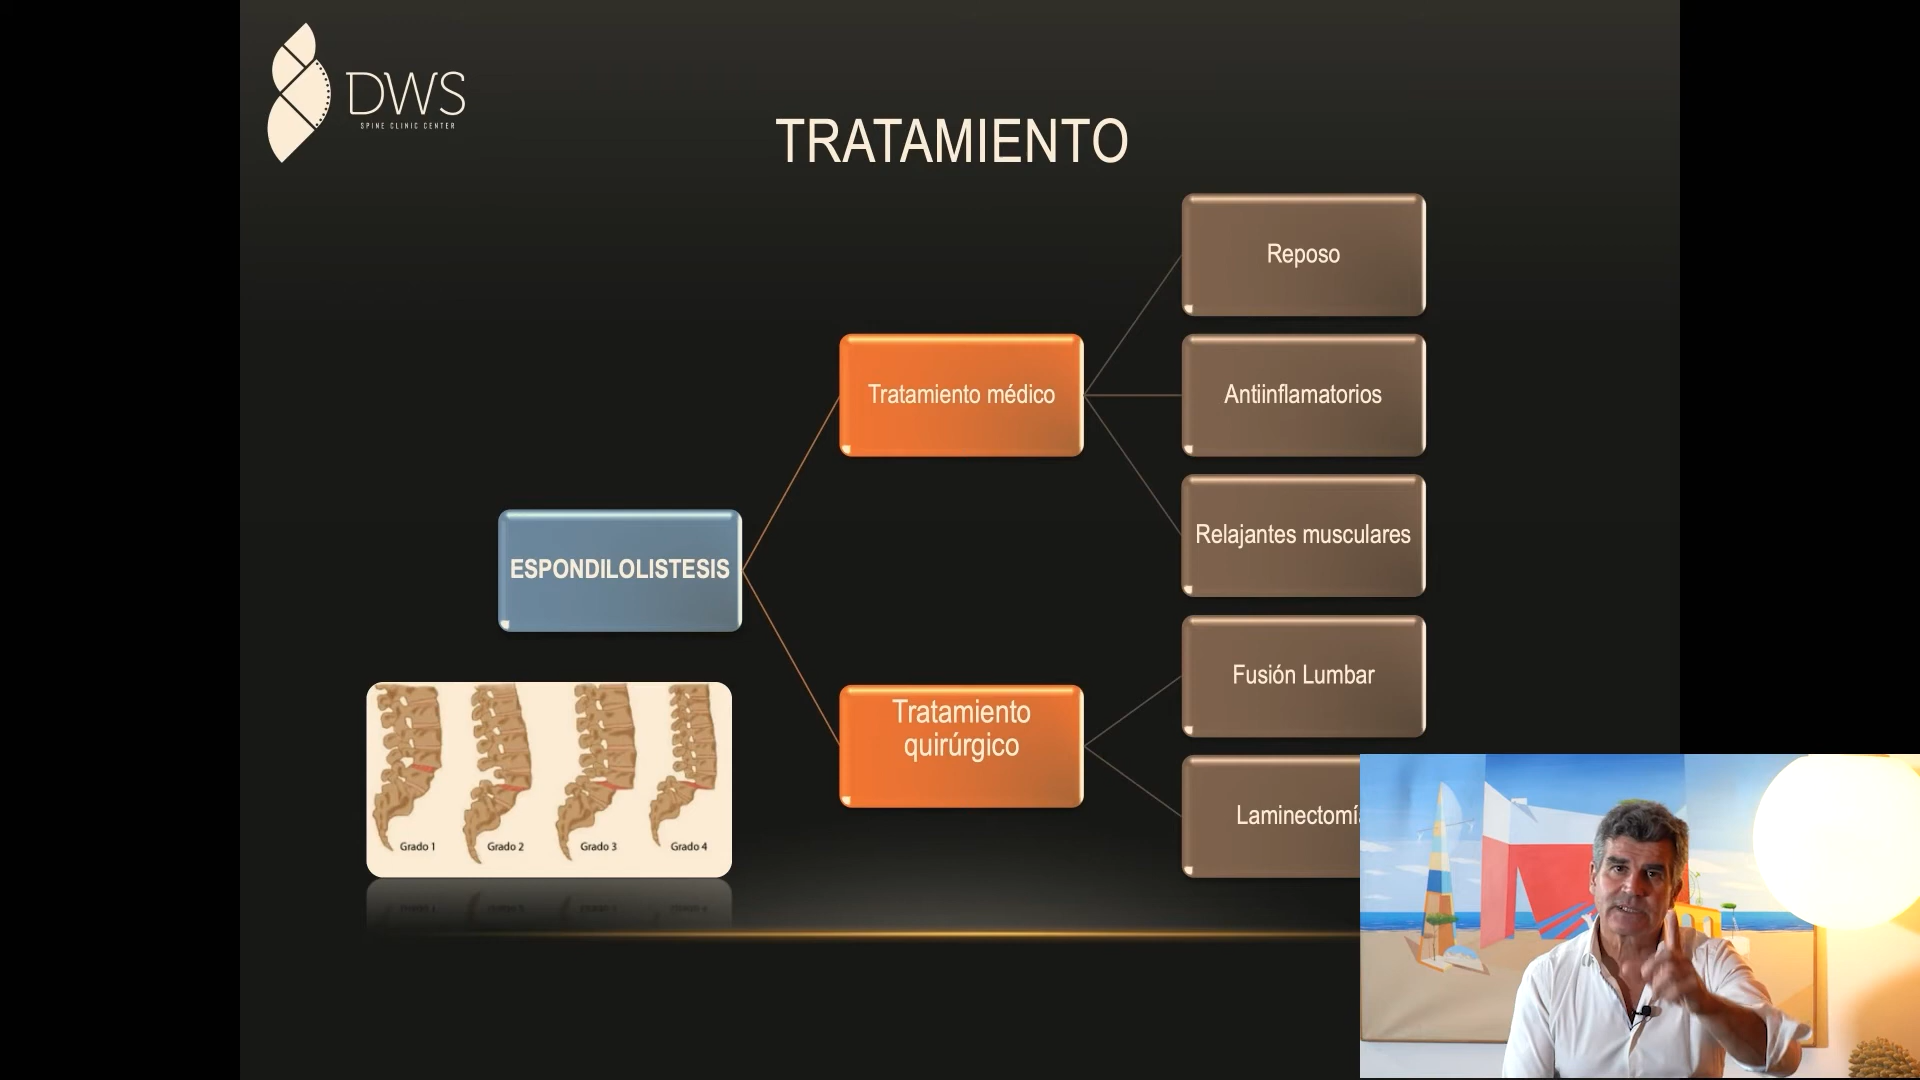 DWS
SPINE CLINIC CENTER
TRATAMIENTO
Reposo
Tratamiento médico
Antiinflamatorios
Relajantes musculares
ESPONDILOLISTESIS
Fusión Lumbar
Tratamiento
quirúrgico
Laminectomí
Grado 1
Grado 2
Grado 3
Grado 4